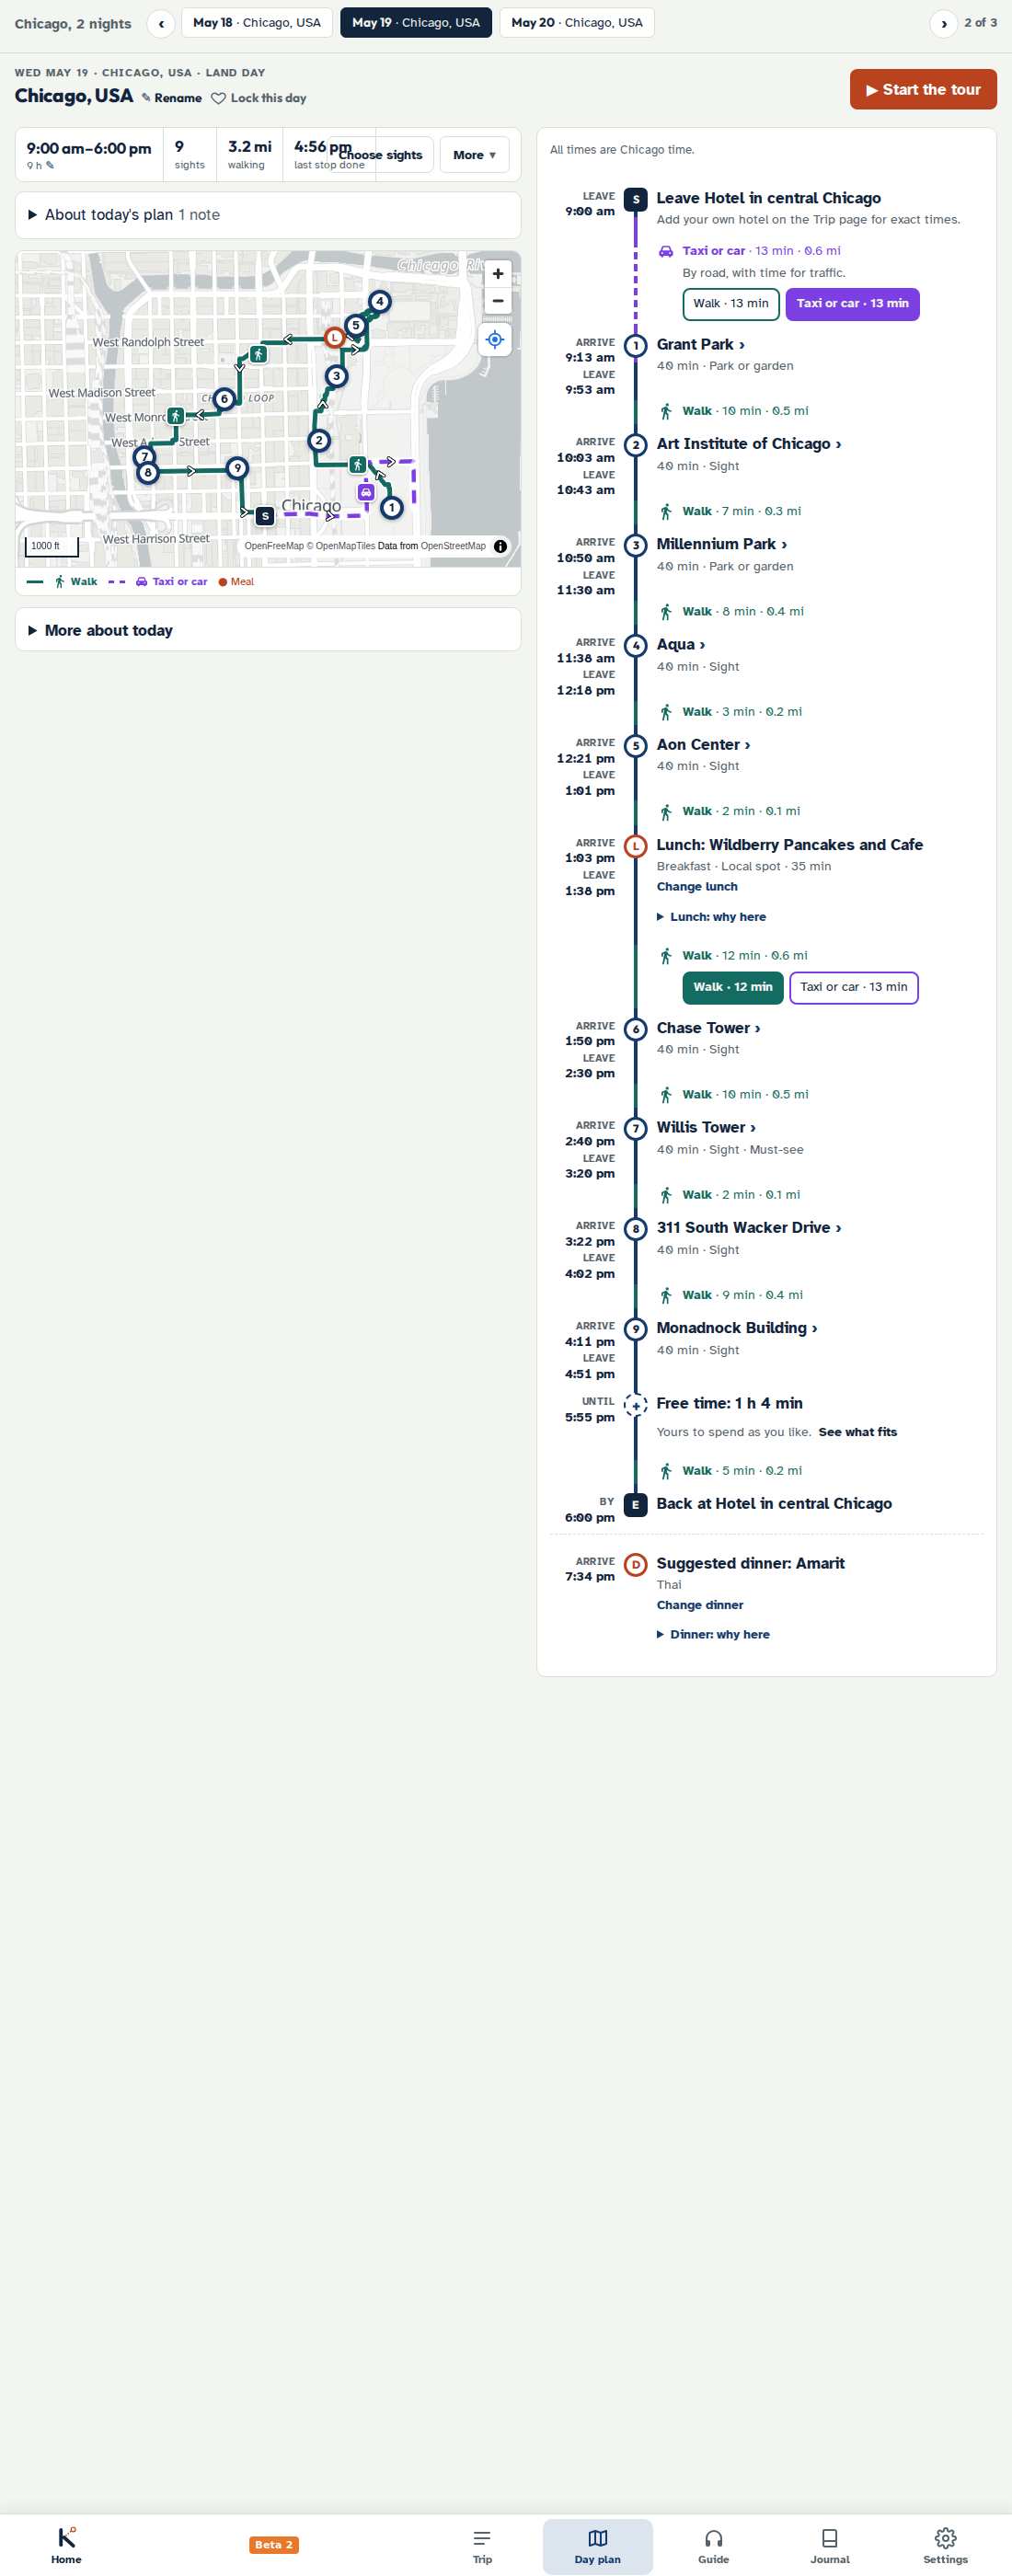 Chicago, 2 nights
‹
May 18 · Chicago, USA
May 19 · Chicago, USA
May 20 · Chicago, USA
›
2 of 3
WED MAY 19 · CHICAGO, USA · LAND DAY
Chicago, USA ✎ Rename Lock this day
▶ Start the tour
9:00 am–6:00 pm
9 h ✎
9
sights
3.2 mi
walking
4:56 pm
last stop done
Choose sights
More ▾
▶ About today's plan 1 note
Chicago Riv
West Randolph Street
West Madison Street
LOOP
West Monro
West A
Street
Chicago
West Harrison Street
4
5
L
3
6
2
7
8
9
1
S
+
−
1000 ft
OpenFreeMap © OpenMapTiles Data from OpenStreetMap
Walk
Taxi or car
Meal
▶ More about today
All times are Chicago time.
LEAVE
9:00 am
S
Leave Hotel in central Chicago
Add your own hotel on the Trip page for exact times.
Taxi or car · 13 min · 0.6 mi
By road, with time for traffic.
Walk · 13 min
Taxi or car · 13 min
ARRIVE
9:13 am
LEAVE
9:53 am
1
Grant Park ›
40 min · Park or garden
Walk · 10 min · 0.5 mi
ARRIVE
10:03 am
LEAVE
10:43 am
2
Art Institute of Chicago ›
40 min · Sight
Walk · 7 min · 0.3 mi
ARRIVE
10:50 am
LEAVE
11:30 am
3
Millennium Park ›
40 min · Park or garden
Walk · 8 min · 0.4 mi
ARRIVE
11:38 am
LEAVE
12:18 pm
4
Aqua ›
40 min · Sight
Walk · 3 min · 0.2 mi
ARRIVE
12:21 pm
LEAVE
1:01 pm
5
Aon Center ›
40 min · Sight
Walk · 2 min · 0.1 mi
ARRIVE
1:03 pm
LEAVE
1:38 pm
L
Lunch: Wildberry Pancakes and Cafe
Breakfast · Local spot · 35 min
Change lunch
▶ Lunch: why here
Walk · 12 min · 0.6 mi
Walk · 12 min
Taxi or car · 13 min
ARRIVE
1:50 pm
LEAVE
2:30 pm
6
Chase Tower ›
40 min · Sight
Walk · 10 min · 0.5 mi
ARRIVE
2:40 pm
LEAVE
3:20 pm
7
Willis Tower ›
40 min · Sight · Must-see
Walk · 2 min · 0.1 mi
ARRIVE
3:22 pm
LEAVE
4:02 pm
8
311 South Wacker Drive ›
40 min · Sight
Walk · 9 min · 0.4 mi
ARRIVE
4:11 pm
LEAVE
4:51 pm
9
Monadnock Building ›
40 min · Sight
UNTIL
5:55 pm
+
Free time: 1 h 4 min
Yours to spend as you like. See what fits
Walk · 5 min · 0.2 mi
BY
6:00 pm
E
Back at Hotel in central Chicago
ARRIVE
7:34 pm
D
Suggested dinner: Amarit
Thai
Change dinner
▶ Dinner: why here
Home
Beta 2
Trip
Day plan
Guide
Journal
Settings